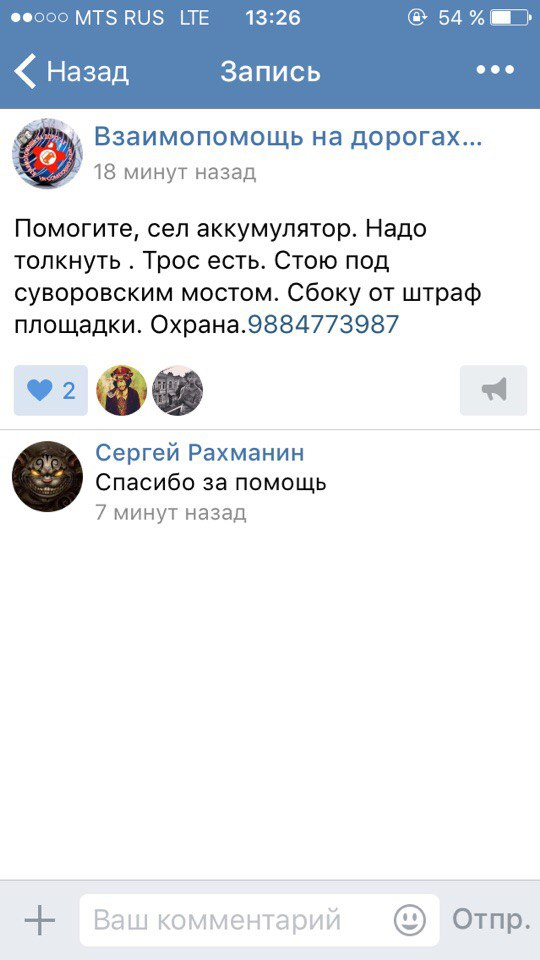 MTS RUS LTE 13:26 54 %
Назад Запись
Взаимопомощь на дорогах...
18 минут назад
Помогите, сел аккумулятор. Надо
толкнуть . Трос есть. Стою под
суворовским мостом. Сбоку от штраф
площадки. Охрана.9884773987
2
Сергей Рахманин
Спасибо за помощь
7 минут назад
Ваш комментарий Отпр.